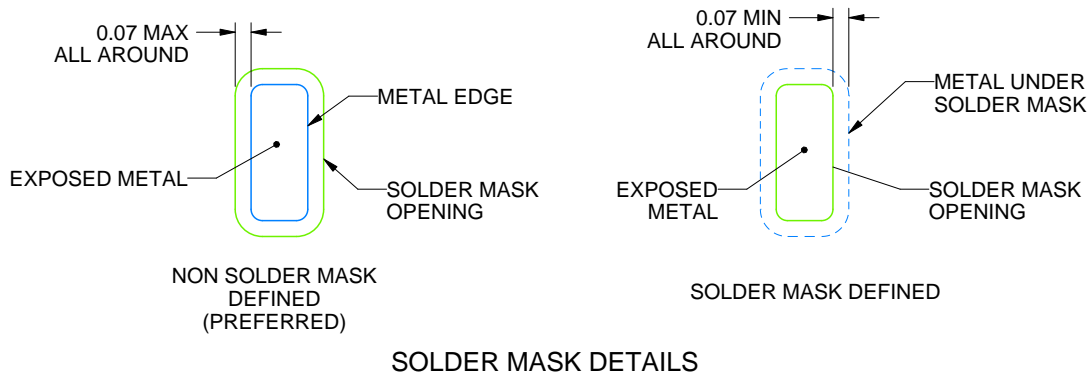 0.07 MAX
ALL AROUND
METAL EDGE
EXPOSED METAL
SOLDER MASK
OPENING
NON SOLDER MASK
DEFINED
(PREFERRED)
0.07 MIN
ALL AROUND
METAL UNDER
SOLDER MASK
EXPOSED
METAL
SOLDER MASK
OPENING
SOLDER MASK DEFINED
SOLDER MASK DETAILS